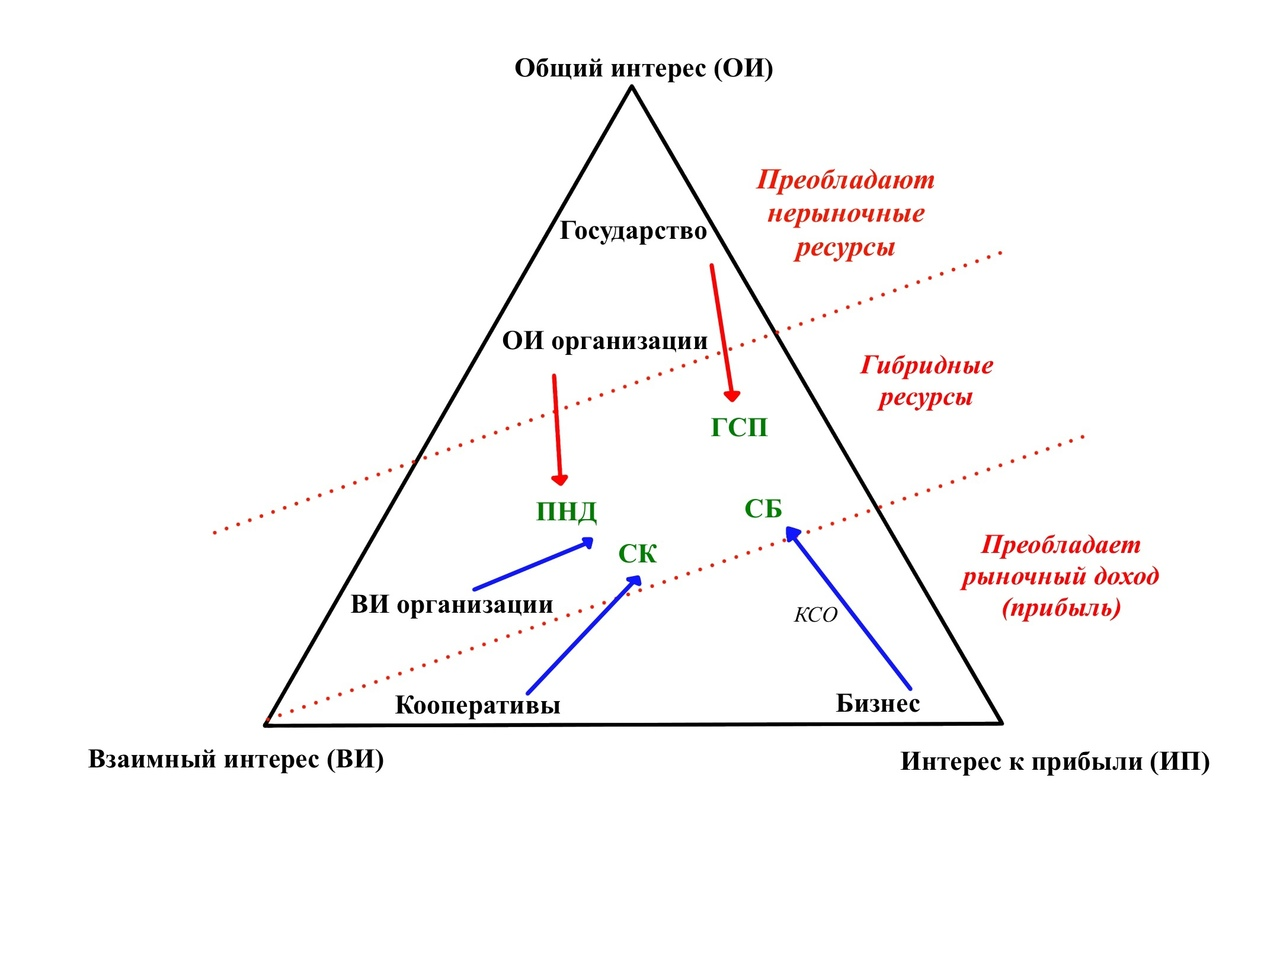 Общий интерес (ОИ)
Преобладают
нерыночные
ресурсы
Государство
ОИ организации
Гибридные
ресурсы
ГСП
ПНД
СБ
СК
Преобладает
рыночный доход
(прибыль)
ВИ организации
КСО
Кооперативы
Бизнес
Взаимный интерес (ВИ)
Интерес к прибыли (ИП)